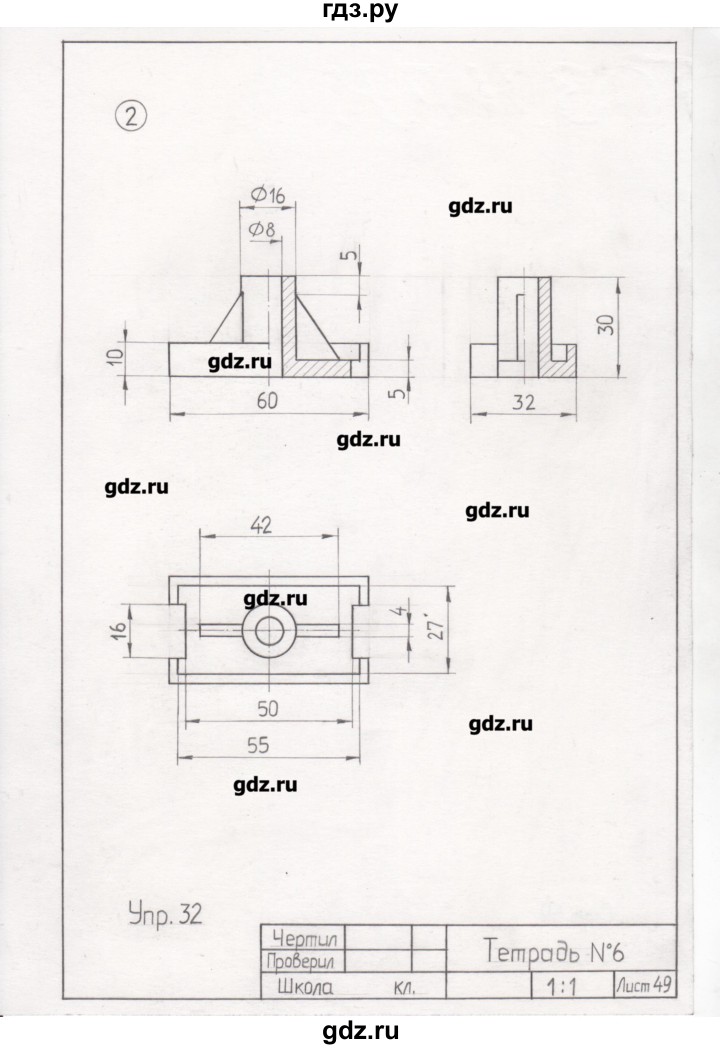 гдз.ру
2
Ф16
gdz.ru
Ф8
5
30
10
gdz.ru
5
60
32
gdz.ru
gdz.ru
gdz.ru
42
gdz.ru
4
16
27
50
gdz.ru
55
gdz.ru
Упр. 32
Чертил
Тетрадь №6
Проверил
Школа кл.
1:1
Лист 49
gdz.ru